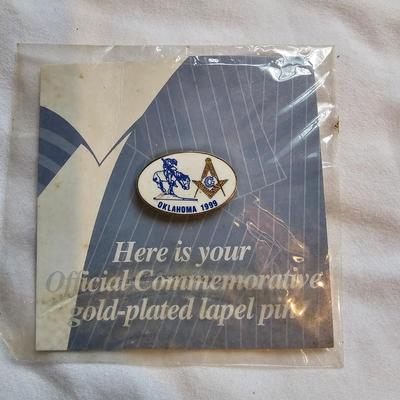 G
OKLAHOMA 1999
Here is your
Official Commemorative
gold-plated lapel pin